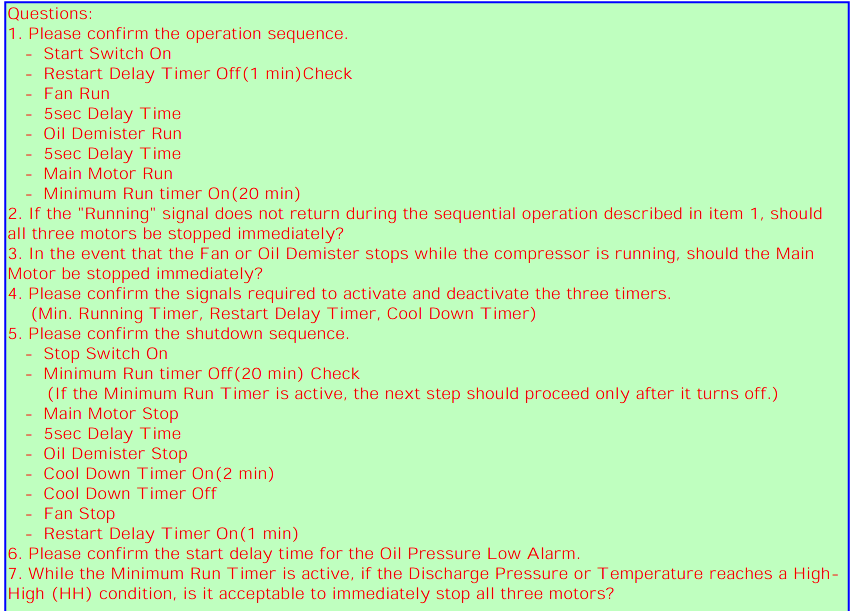 Questions:
1. Please confirm the operation sequence.
- Start Switch On
- Restart Delay Timer Off(1 min)Check
- Fan Run
- 5sec Delay Time
- Oil Demister Run
- 5sec Delay Time
- Main Motor Run
- Minimum Run timer On(20 min)
2. If the "Running" signal does not return during the sequential operation described in item 1, should
all three motors be stopped immediately?
3. In the event that the Fan or Oil Demister stops while the compressor is running, should the Main
Motor be stopped immediately?
4. Please confirm the signals required to activate and deactivate the three timers.
(Min. Running Timer, Restart Delay Timer, Cool Down Timer)
5. Please confirm the shutdown sequence.
- Stop Switch On
- Minimum Run timer Off(20 min) Check
(If the Minimum Run Timer is active, the next step should proceed only after it turns off.)
- Main Motor Stop
- 5sec Delay Time
- Oil Demister Stop
- Cool Down Timer On(2 min)
- Cool Down Timer Off
- Fan Stop
- Restart Delay Timer On(1 min)
6. Please confirm the start delay time for the Oil Pressure Low Alarm.
7. While the Minimum Run Timer is active, if the Discharge Pressure or Temperature reaches a High-
High (HH) condition, is it acceptable to immediately stop all three motors?